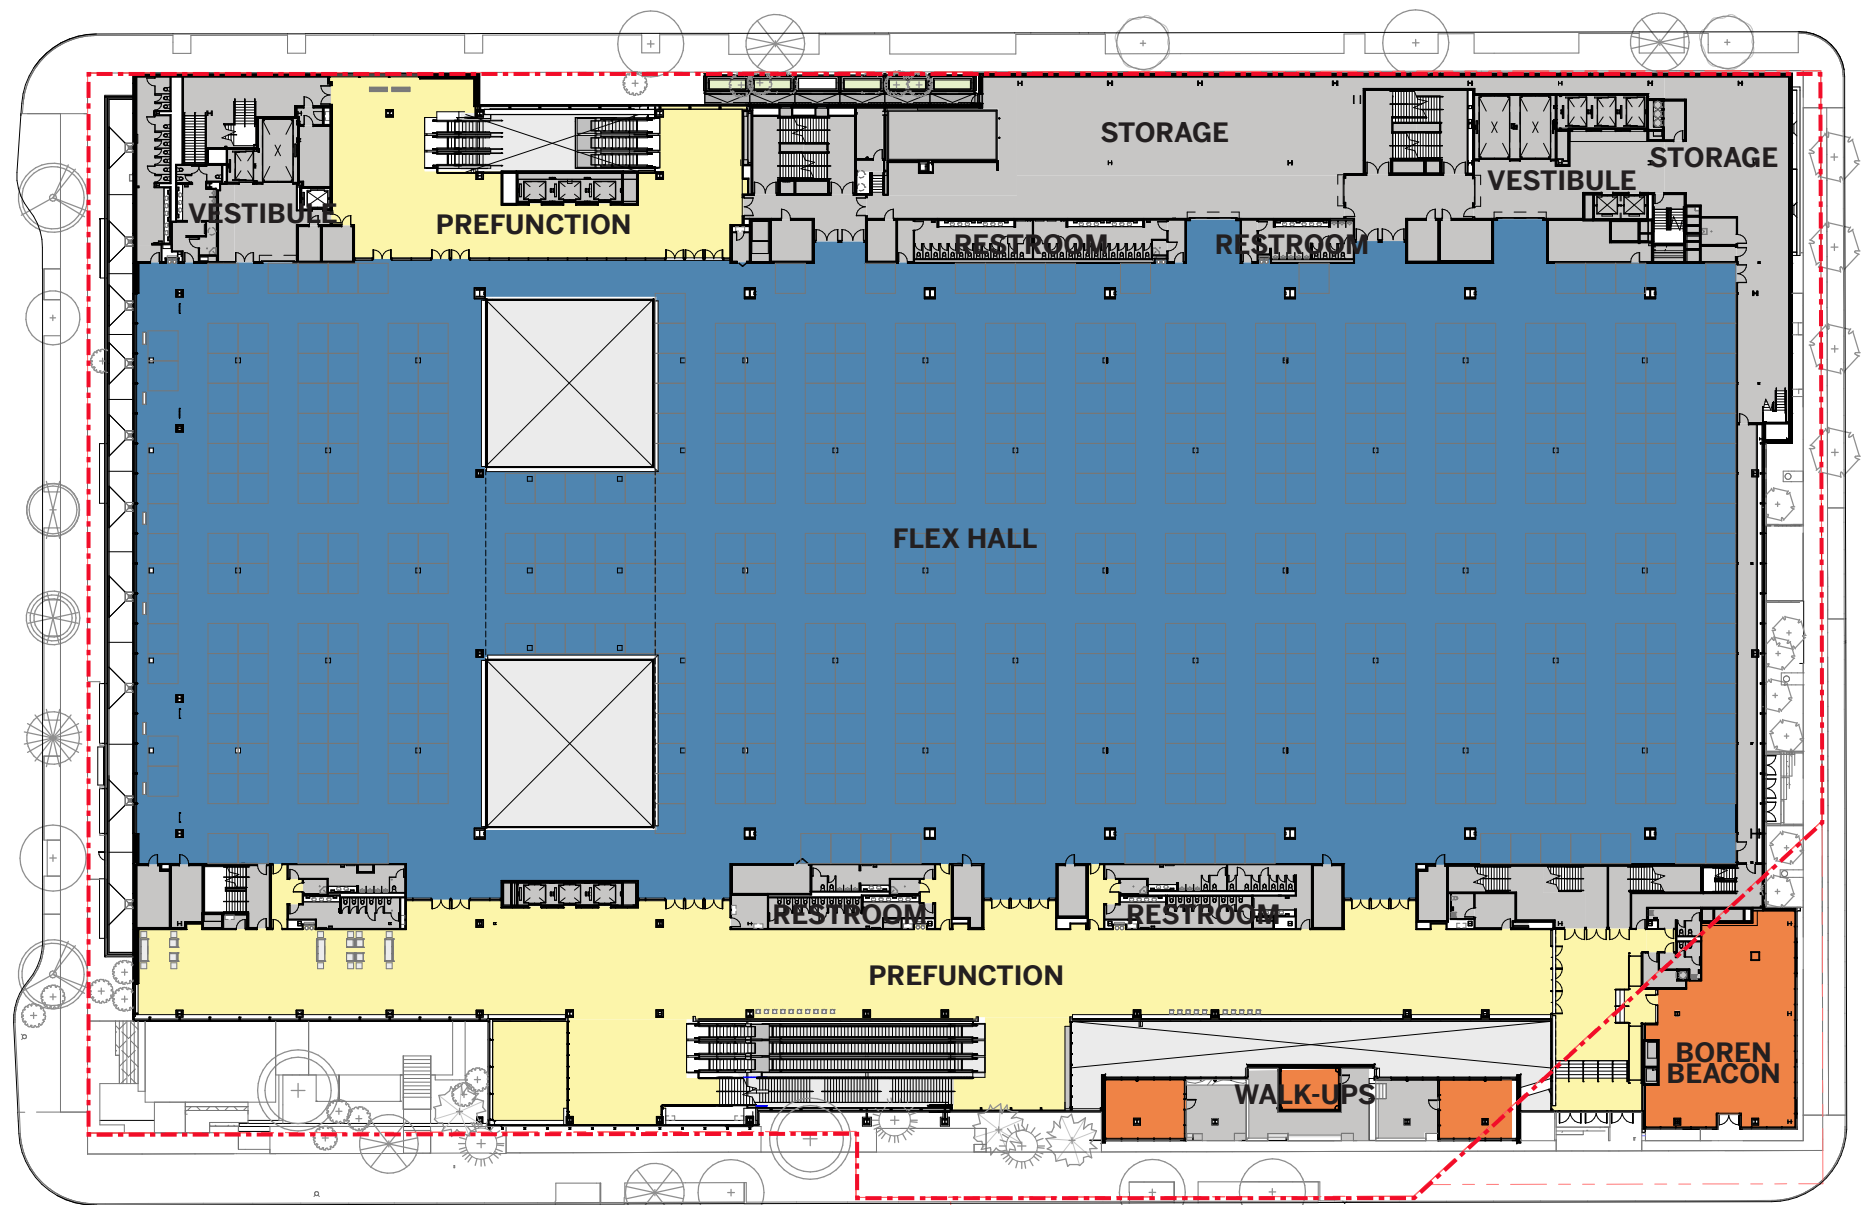 STORAGE
STORAGE
VESTIBULE
VESTIBULE
PREFUNCTION
RESTROOM
RESTROOM
FLEX HALL
RESTROOM
RESTROOM
PREFUNCTION
BOREN
BEACON
WALK-UPS